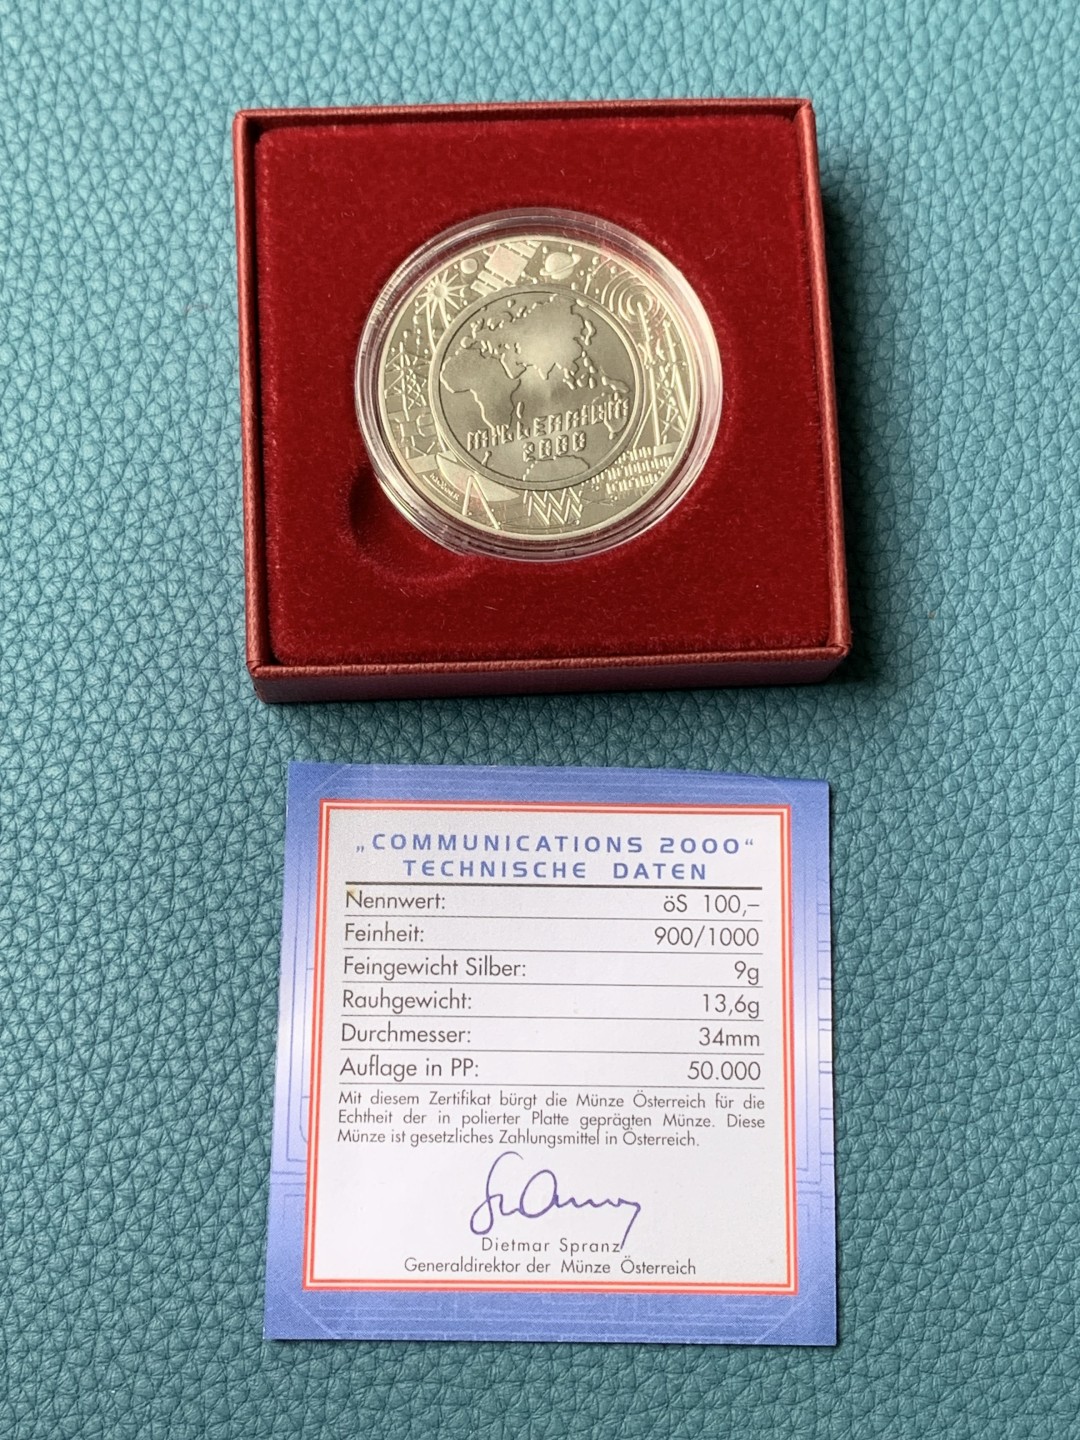 MILLENNIUM
2000
„COMMUNICATIONS 2000“
TECHNISCHE DATEN
Nennwert: öS 100,–
Feinheit: 900/1000
Feingewicht Silber: 9g
Rauhgewicht: 13,6g
Durchmesser: 34mm
Auflage in PP: 50.000
Mit diesem Zertifikat bürgt die Münze Österreich für die
Echtheit der in polierter Platte geprägten Münze. Diese
Münze ist gesetzliches Zahlungsmittel in Österreich.
Dietmar Spranz
Generaldirektor der Münze Österreich